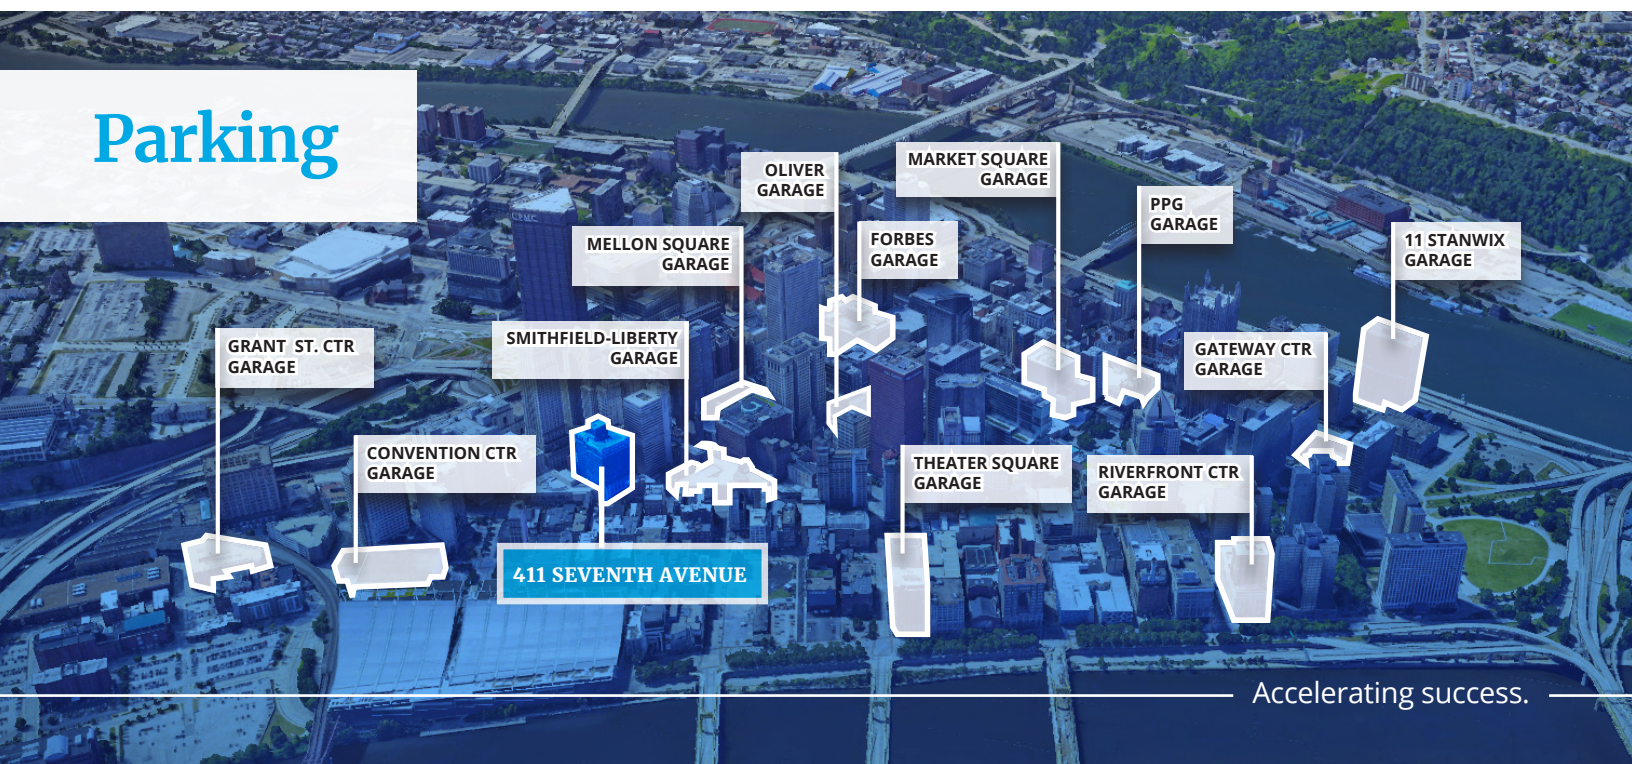 Parking
OLIVER
GARAGE
MARKET SQUARE
GARAGE
PPG
GARAGE
MELLON SQUARE
GARAGE
FORBES
GARAGE
11 STANWIX
GARAGE
GRANT  ST. CTR
GARAGE
SMITHFIELD-LIBERTY
GARAGE
GATEWAY CTR
GARAGE
CONVENTION CTR
GARAGE
THEATER SQUARE
GARAGE
RIVERFRONT CTR
GARAGE
411 SEVENTH AVENUE
UPMC
Accelerating success.